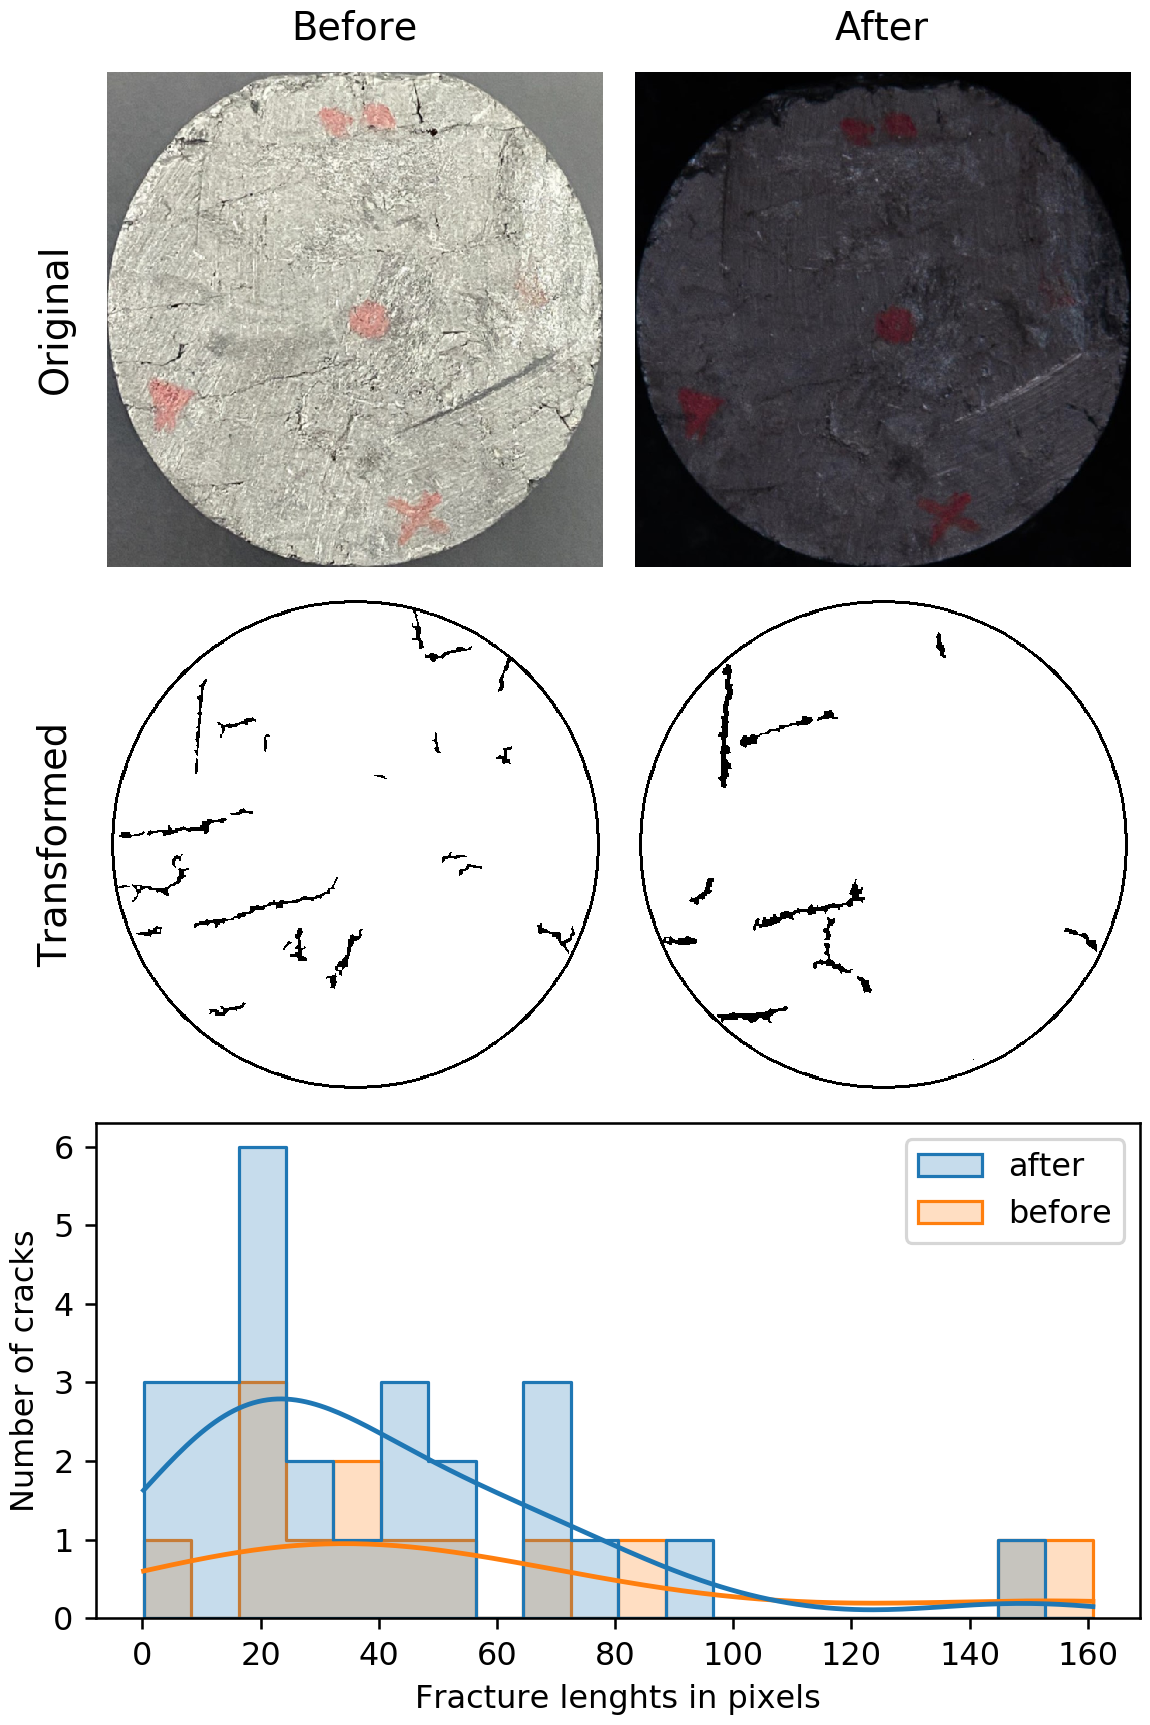 Before
After
Original
Transformed
Number of cracks
6
5
4
3
2
1
0
after
before
0 20 40 60 80 100 120 140 160
Fracture lenghts in pixels